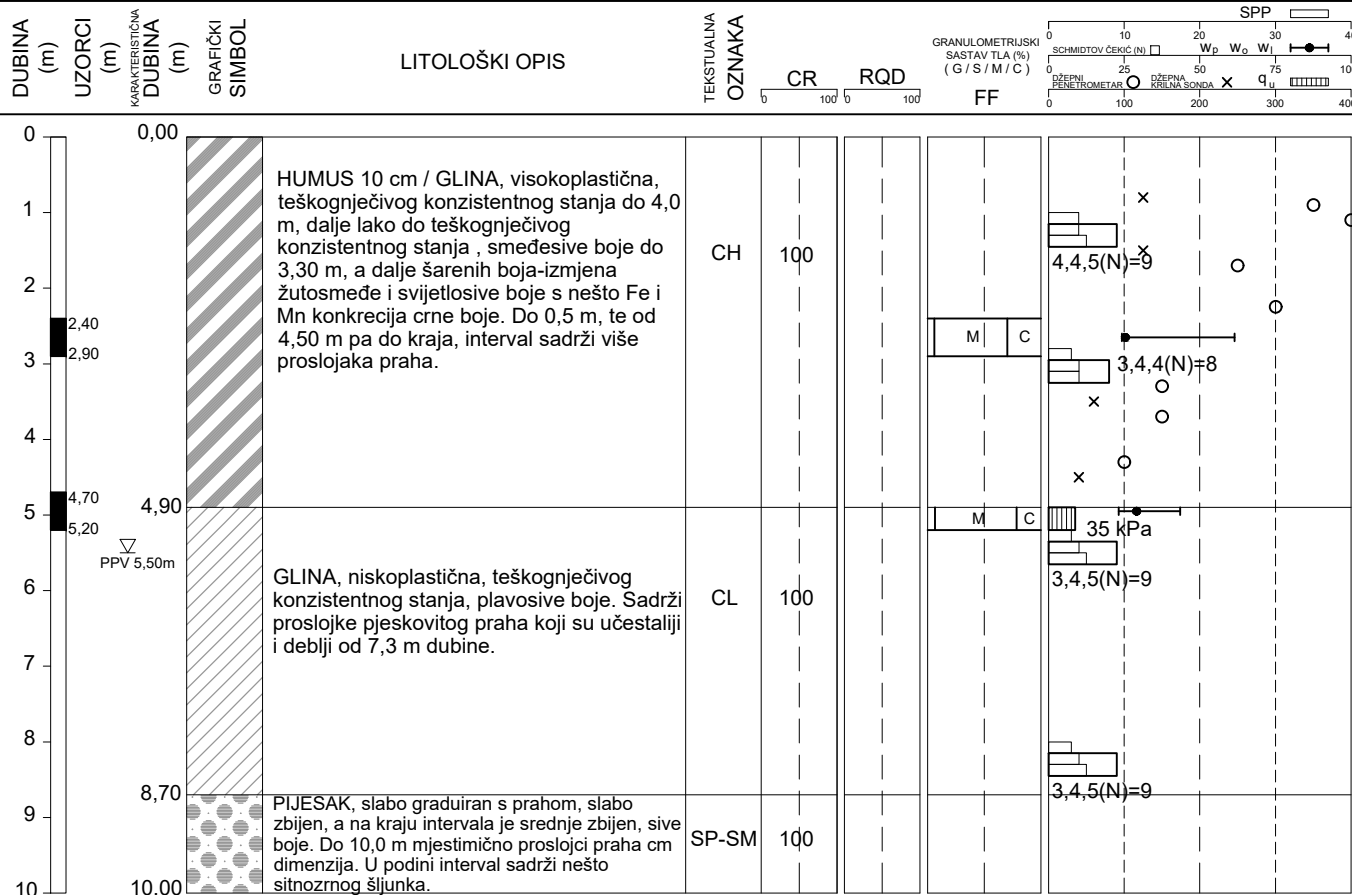 DUBINA
(m)
UZORCI
(m)
KARAKTERISTIČNA
DUBINA
(m)
GRAFIČKI
SIMBOL
LITOLOŠKI OPIS
TEKSTUALNA
OZNAKA
CR
0 100
RQD
0 100
GRANULOMETRIJSKI
SASTAV TLA (%)
( G / S / M / C )
FF
SPP
0 10 20 30 40
SCHMIDTOV ČEKIĆ (N)
wp wo wl
0 25 50 75 100
DŽEPNI
PENETROMETAR
DŽEPNA
KRILNA SONDA
qu
0 100 200 300 400
0
0,00
HUMUS 10 cm / GLINA, visokoplastična,
teškognječivog konzistentnog stanja do 4,0
m, dalje lako do teškognječivog
konzistentnog stanja , smeđesive boje do
3,30 m, a dalje šarenih boja-izmjena
žutosmeđe i svijetlosive boje s nešto Fe i
Mn konkrecija crne boje. Do 0,5 m, te od
4,50 m pa do kraja, interval sadrži više
proslojaka praha.
CH
100
1
4,4,5(N)=9
2
2,40
2,90
M C
3
3,4,4(N)=8
4
4,70
4,90
5
5,20
M C
35 kPa
PPV 5,50m
3,4,5(N)=9
GLINA, niskoplastična, teškognječivog
konzistentnog stanja, plavosive boje. Sadrži
proslojke pjeskovitog praha koji su učestaliji
i deblji od 7,3 m dubine.
CL
100
6
7
8
8,70
3,4,5(N)=9
PIJESAK, slabo graduiran s prahom, slabo
zbijen, a na kraju intervala je srednje zbijen, sive
boje. Do 10,0 m mjestimično proslojci praha cm
dimenzija. U podini interval sadrži nešto
sitnozrnog šljunka.
SP-SM
100
9
10
10.00